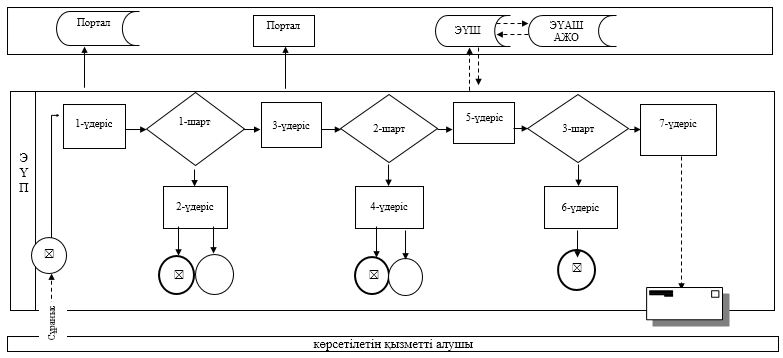 Портал
Портал
ЭҮШ
ЭҮАШ
АЖО
1-үдеріс
1-шарт
3-үдеріс
2-шарт
5-үдеріс
3-шарт
7-үдеріс
Э
Ү
П
2-үдеріс
4-үдеріс
6-үдеріс
Сұраныс
көрсетілетін қызметті алушы